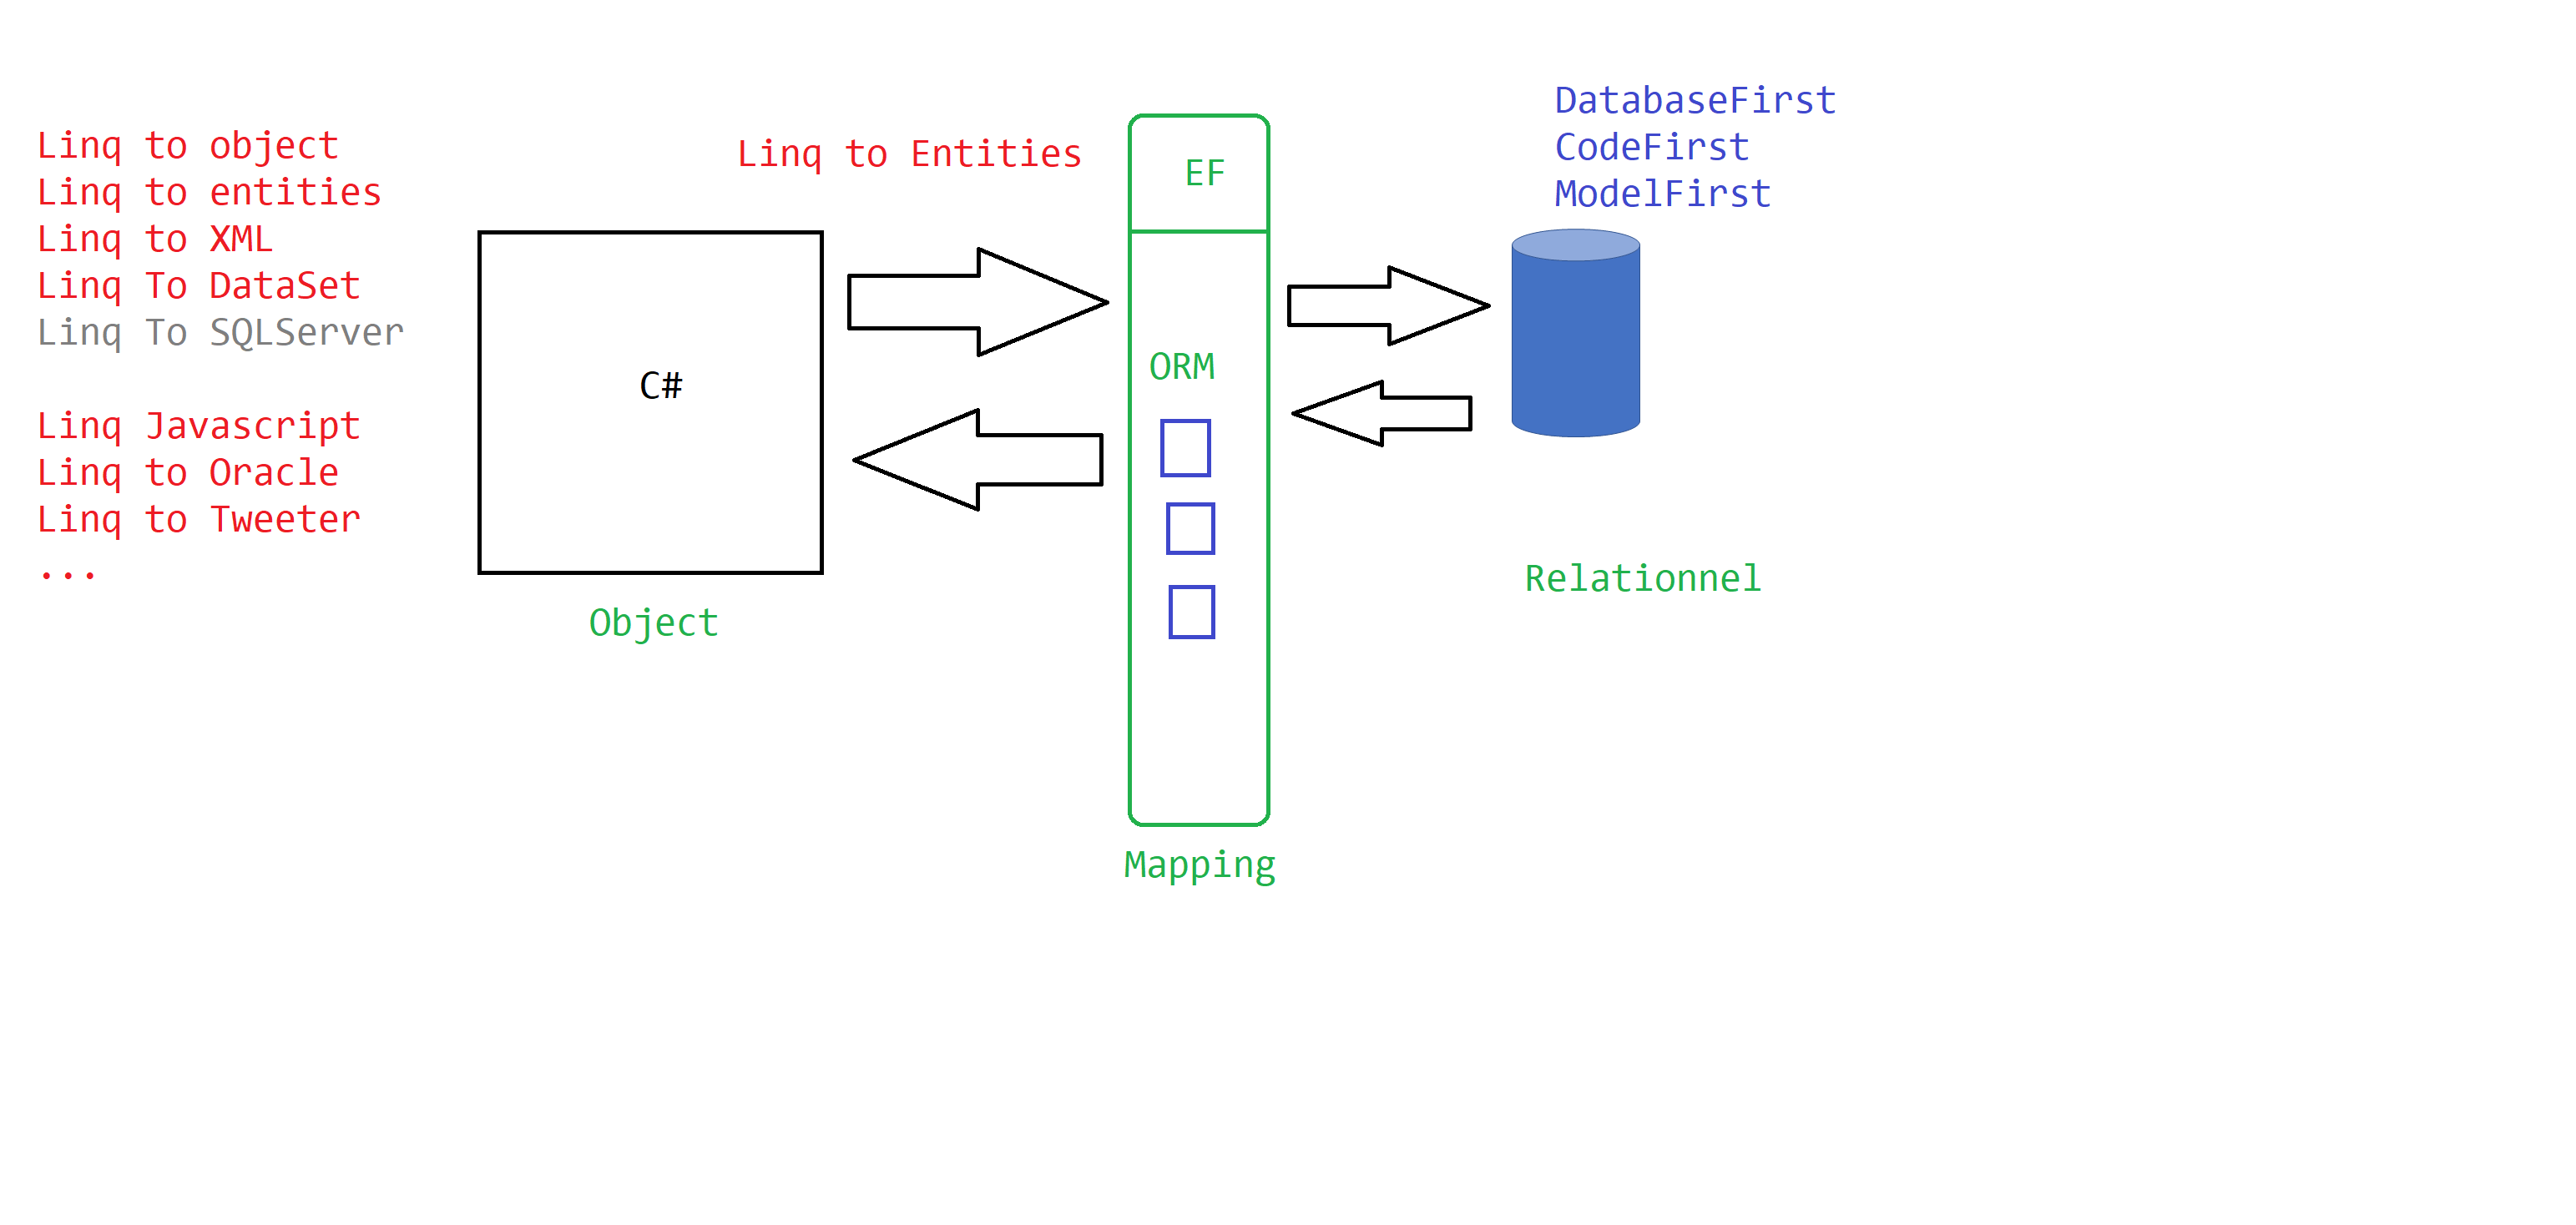 Linq to object
Linq to entities
Linq to XML
Linq To DataSet
Linq To SQLServer
Linq Javascript
Linq to Oracle
Linq to Tweeter
...
C#
Object
Linq to Entities
EF
ORM
Mapping
DatabaseFirst
CodeFirst
ModelFirst
Relationnel